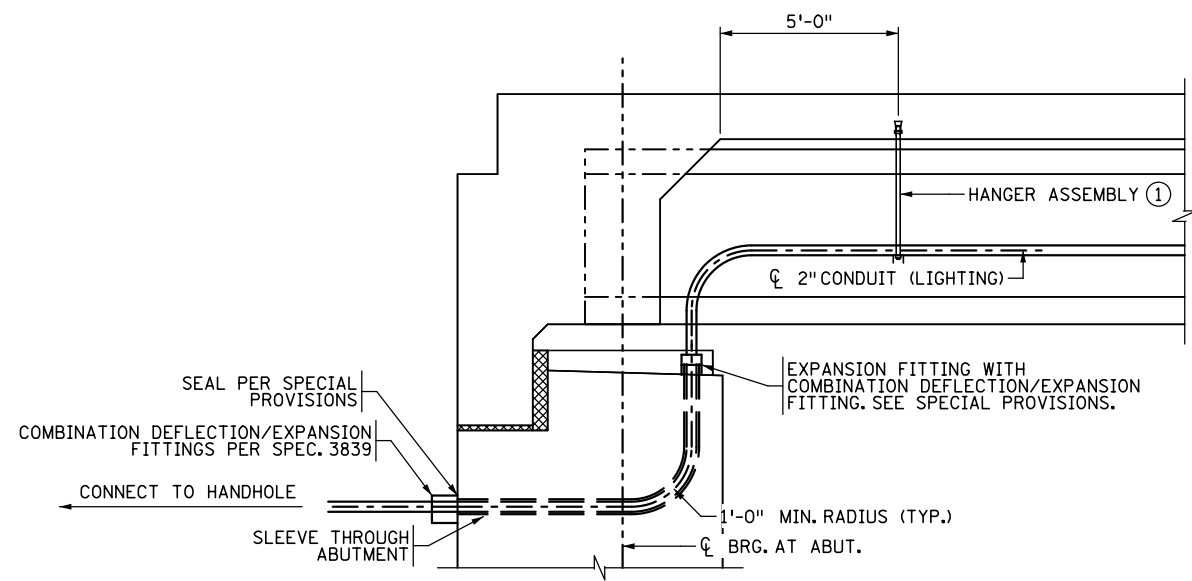 5'-0"
HANGER ASSEMBLY 1
℄ 2" CONDUIT (LIGHTING)
EXPANSION FITTING WITH
COMBINATION DEFLECTION/EXPANSION
FITTING. SEE SPECIAL PROVISIONS.
SEAL PER SPECIAL
PROVISIONS
COMBINATION DEFLECTION/EXPANSION
FITTINGS PER SPEC. 3839
CONNECT TO HANDHOLE
SLEEVE THROUGH
ABUTMENT
1'-0" MIN. RADIUS (TYP.)
℄ BRG. AT ABUT.